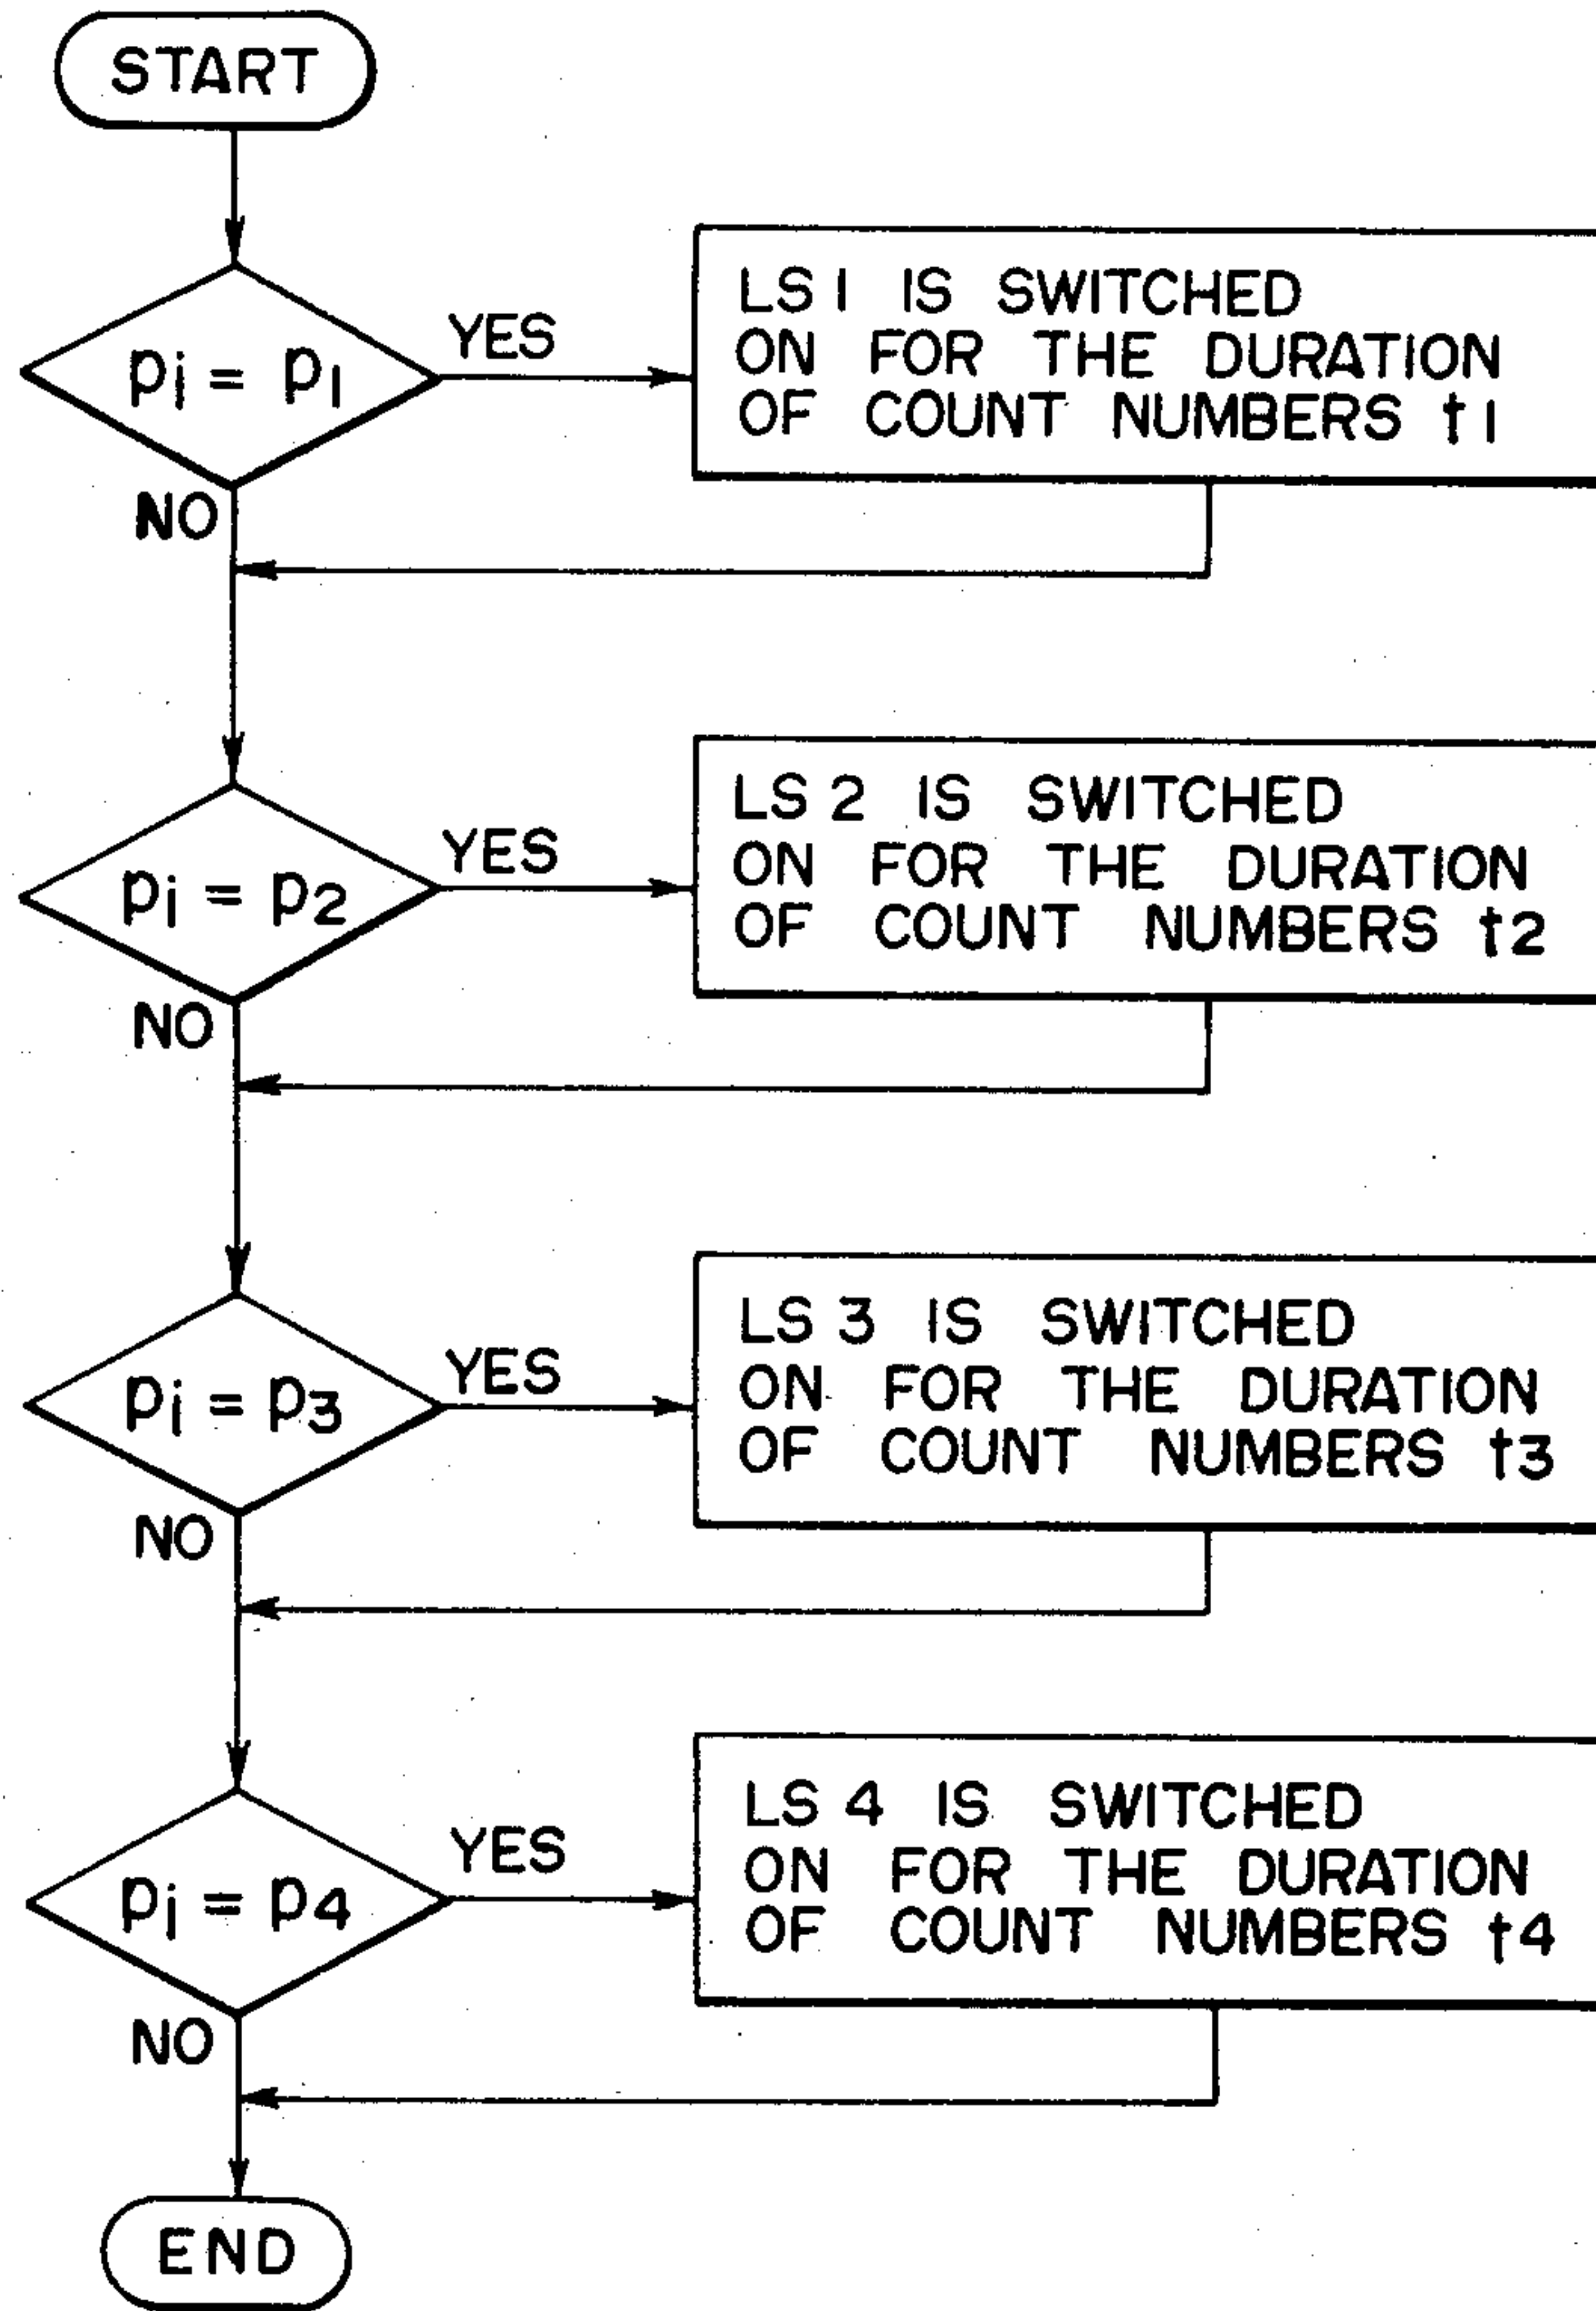 START
pi = p1
YES
LS 1 IS SWITCHED
ON FOR THE DURATION
OF COUNT NUMBERS t1
NO
pi = p2
YES
LS 2 IS SWITCHED
ON FOR THE DURATION
OF COUNT NUMBERS t2
NO
pi = p3
YES
LS 3 IS SWITCHED
ON FOR THE DURATION
OF COUNT NUMBERS t3
NO
pi = p4
YES
LS 4 IS SWITCHED
ON FOR THE DURATION
OF COUNT NUMBERS t4
NO
END